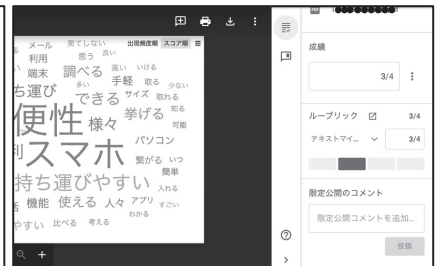 メール 果てしない 出現頻度順 スコア順
利用 思う 良い
端末 調べる 高い いける
ち運び 多い 手軽 取る 少ない
できる サイズ 取れる
便性 様々 挙げる 知る
可能
利スマホ パソコン
繋がる いつ
持ち運びやすい 簡単
入れる
機能 使える 人々 アプリ すごい
わかる
やすい 比べる 考える
成績
3/4
ルーブリック 3/4
テキストマイ... 3/4
限定公開のコメント
限定公開コメントを追加...
投稿